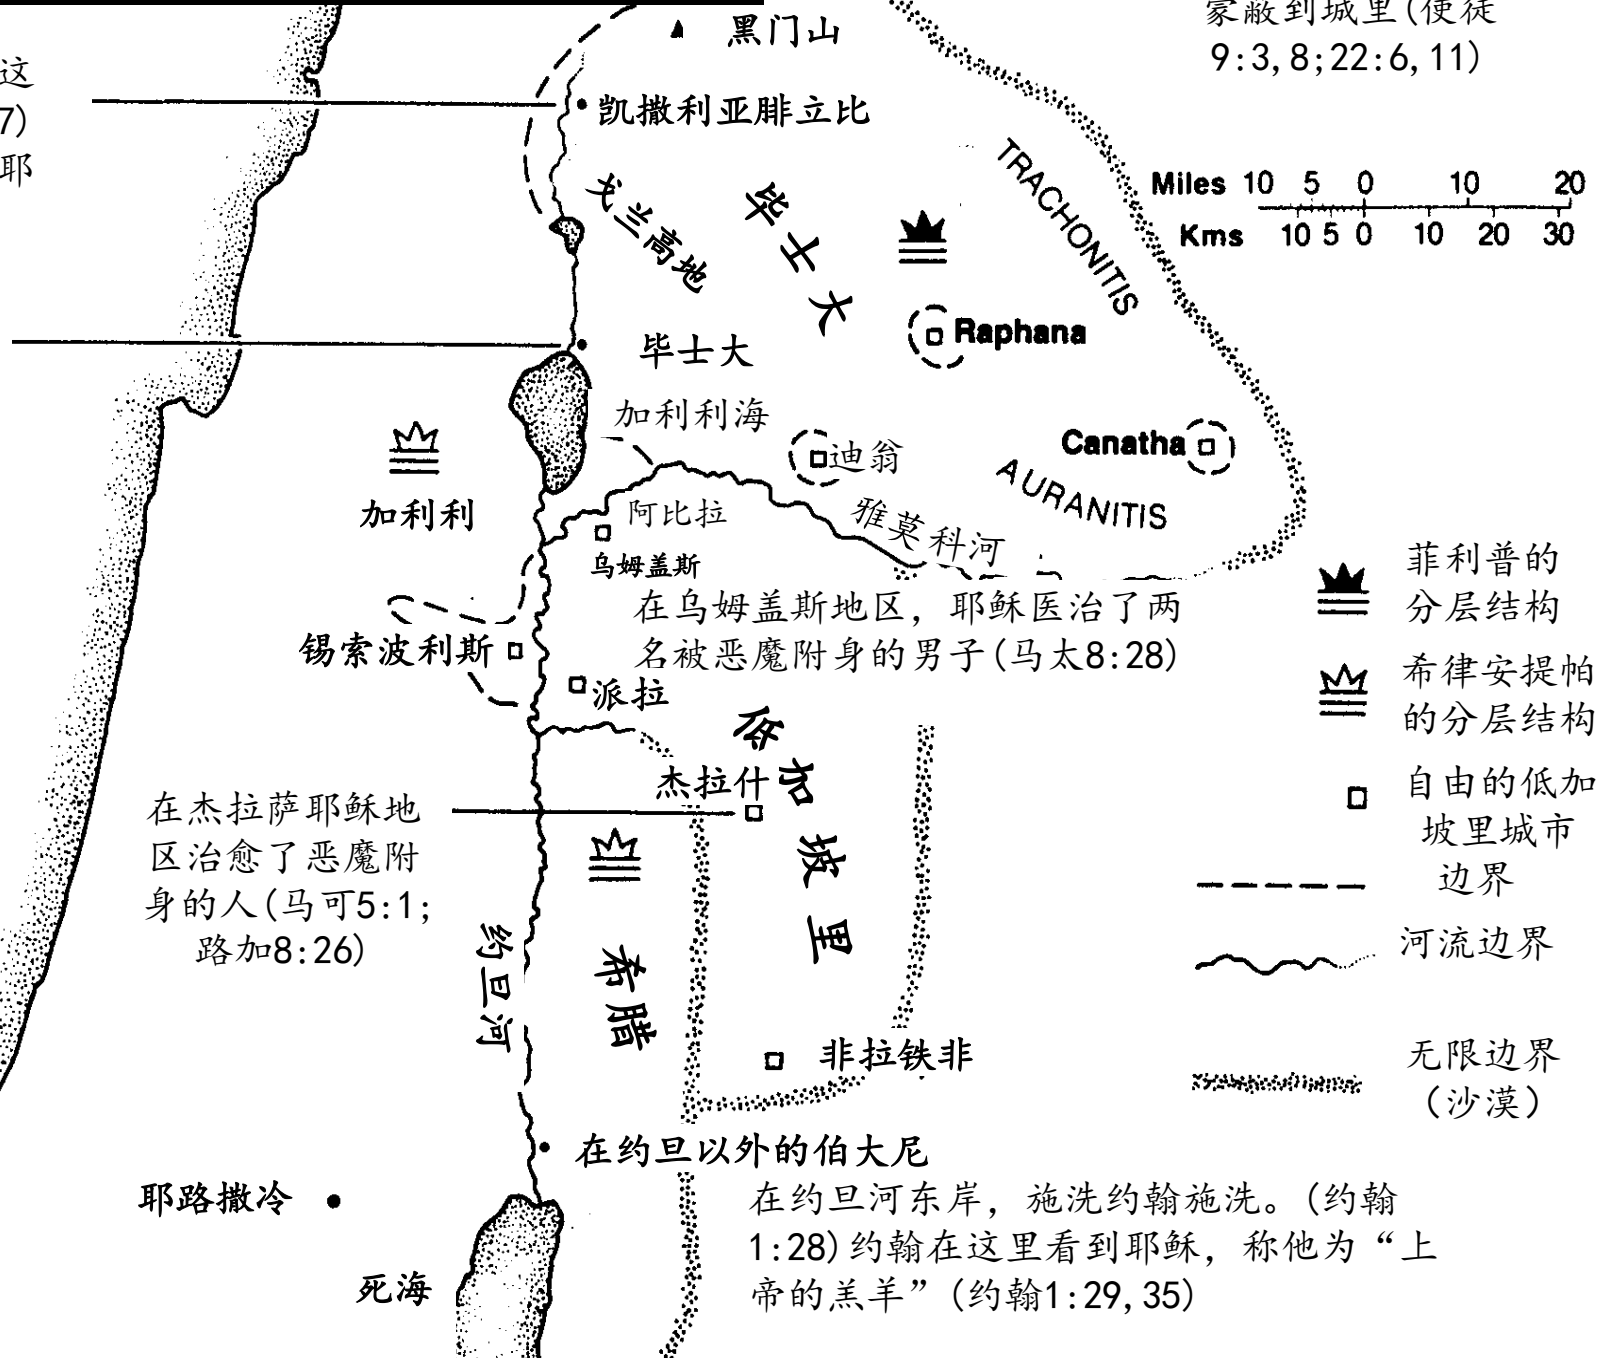 蒙蔽到城里(使徒
9:3,8;22:6,11)
这
7)
耶
黑门山
凯撒利亚腓立比
戈兰高地
毕士大
TRACHONITIS
Miles 10 5 0 10 20
Kms 10 5 0 10 20 30
Raphana
毕士大
加利利海
迪翁
Canatha
AURANITIS
加利利
阿比拉
雅莫科河
乌姆盖斯
在乌姆盖斯地区，耶稣医治了两
名被恶魔附身的男子(马太8:28)
锡索波利斯
派拉
低加坡里
杰拉什
在杰拉萨耶稣地
区治愈了恶魔附
身的人(马可5:1;
路加8:26)
约旦河
希腊
非拉铁非
菲利普的
分层结构
希律安提帕
的分层结构
自由的低加
坡里城市
边界
河流边界
无限边界
(沙漠)
在约旦以外的伯大尼
在约旦河东岸，施洗约翰施洗。(约翰
1:28)约翰在这里看到耶稣，称他为“上
帝的羔羊”(约翰1:29,35)
耶路撒冷
死海